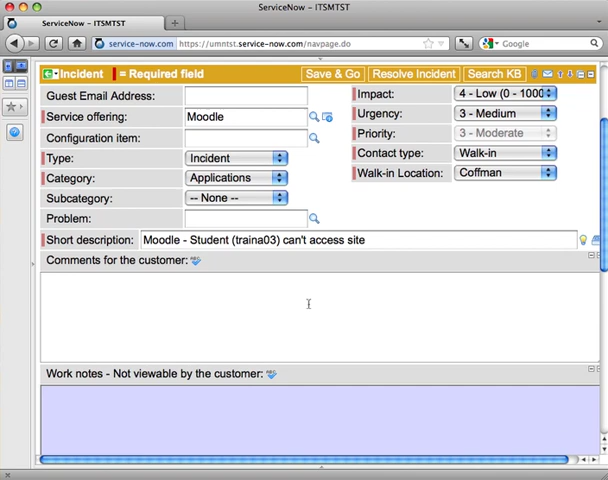 ServiceNow – ITSMTST
ServiceNow – ITSMTST
service-now.com https://umntst.service-now.com/navpage.do
Google
Incident = Required field Save & Go Resolve Incident Search KB
Guest Email Address:
Impact: 4 - Low (0 - 1000
Service offering: Moodle
Urgency: 3 - Medium
Configuration item:
Priority: 3 - Moderate
Type: Incident
Contact type: Walk-in
Category: Applications
Walk-in Location: Coffman
Subcategory: -- None --
Problem:
Short description: Moodle - Student (traina03) can't access site
Comments for the customer:
Work notes - Not viewable by the customer: